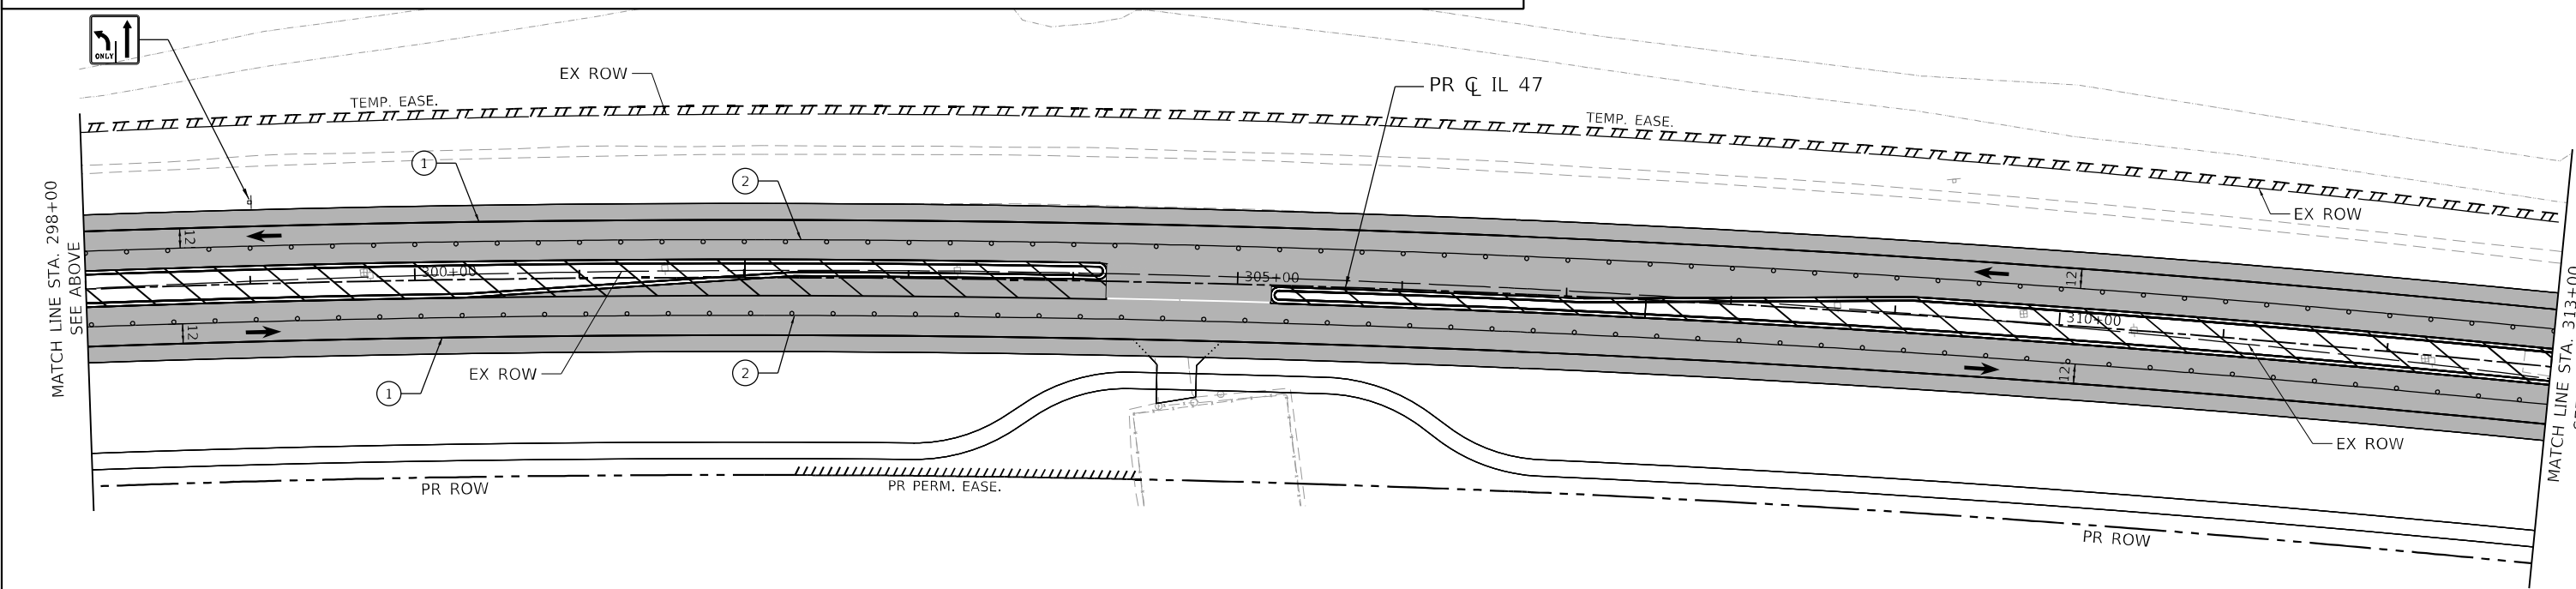 ONLY
EX ROW
PR ℄ IL 47
TEMP. EASE.
TEMP. EASE.
1
2
MATCH LINE STA. 298+00
SEE ABOVE
12'
EX ROW
300+00
305+00
12'
310+00
MATCH LINE STA. 313+00
12'
12'
EX ROW
2
1
EX ROW
PR ROW
PR PERM. EASE.
PR ROW